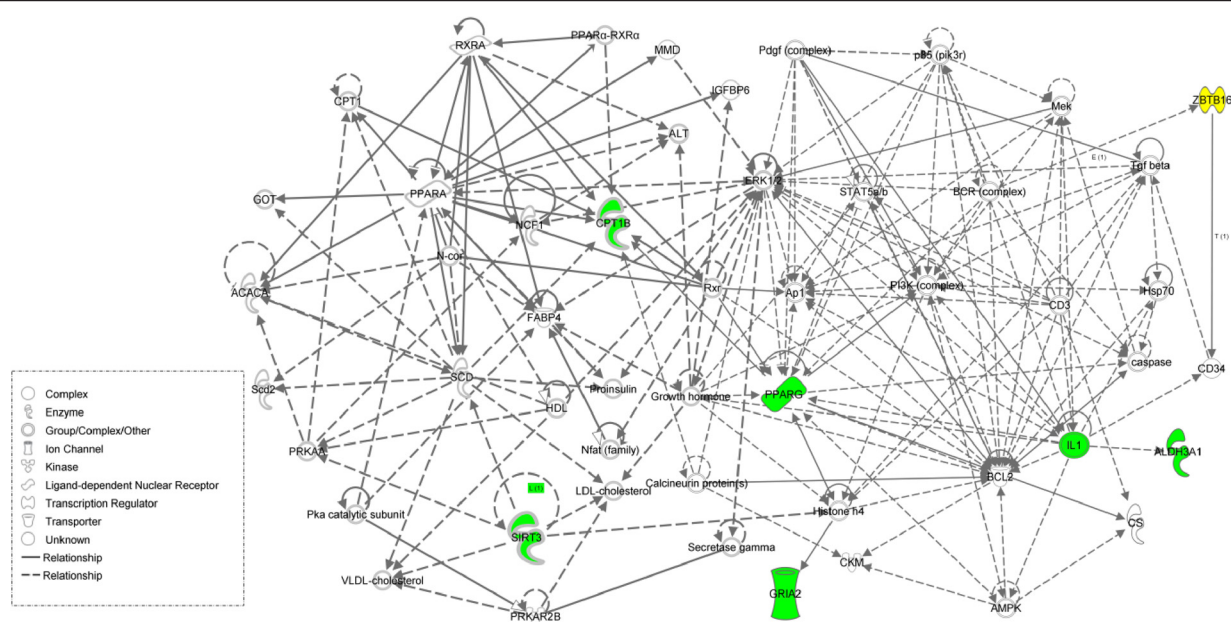 PPARα-RXRα
RXRA
MMD
Pdgf (complex)
p85 (pik3r)
CPT1
IGFBP6
Mek
ZBTB16
ALT
E (1)
Tgf beta
ERK1/2
PPARA
STAT5a/b
BCR (complex)
GOT
NCF1
CPT1B
T (1)
N-cor
Rxr
PI3K (complex)
Hsp70
ACACA
Ap1
CD3
FABP4
caspase
CD34
SCD
Scd2
Proinsulin
Growth hormone
PPARG
HDL
Complex
Enzyme
Group/Complex/Other
Ion Channel
Kinase
Ligand-dependent Nuclear Receptor
Transcription Regulator
Transporter
Unknown
Relationship
Relationship
PRKAA
Nfat (family)
IL1
ALDH3A1
BCL2
Calcineurin protein(s)
L (1)
LDL-cholesterol
Pka catalytic subunit
Histone h4
CS
SIRT3
Secretase gamma
CKM
VLDL-cholesterol
GRIA2
AMPK
PRKAR2B